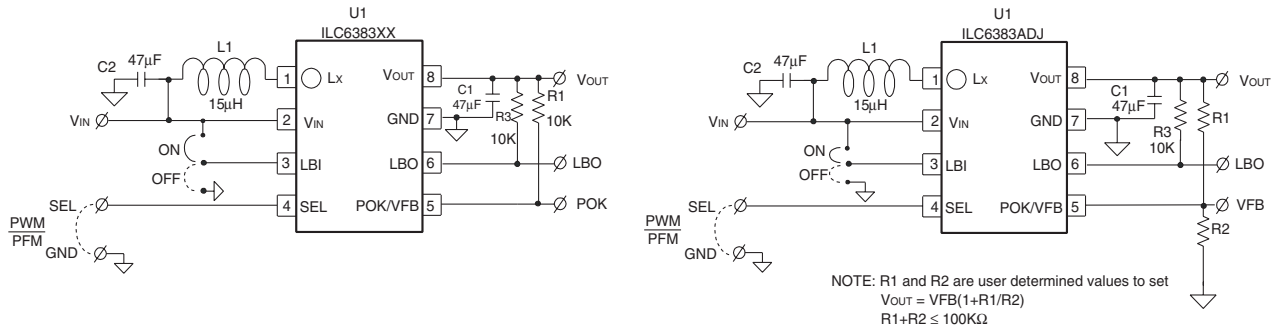 U1
ILC6383XX
C2
47µF
L1
15µH
1
LX
VOUT
8
VOUT
C1
47µF
R3
10K
R1
10K
VIN
2
VIN
GND
7
ON
OFF
3
LBI
LBO
6
LBO
SEL
4
SEL
POK/VFB
5
POK
PWM
PFM
GND
U1
ILC6383ADJ
C2
47µF
L1
15µH
1
LX
VOUT
8
VOUT
C1
47µF
R3
10K
R1
VIN
2
VIN
GND
7
ON
OFF
3
LBI
LBO
6
LBO
SEL
4
SEL
POK/VFB
5
VFB
R2
PWM
PFM
GND
NOTE: R1 and R2 are user determined values to set
VOUT = VFB(1+R1/R2)
R1+R2 ≤ 100KΩ